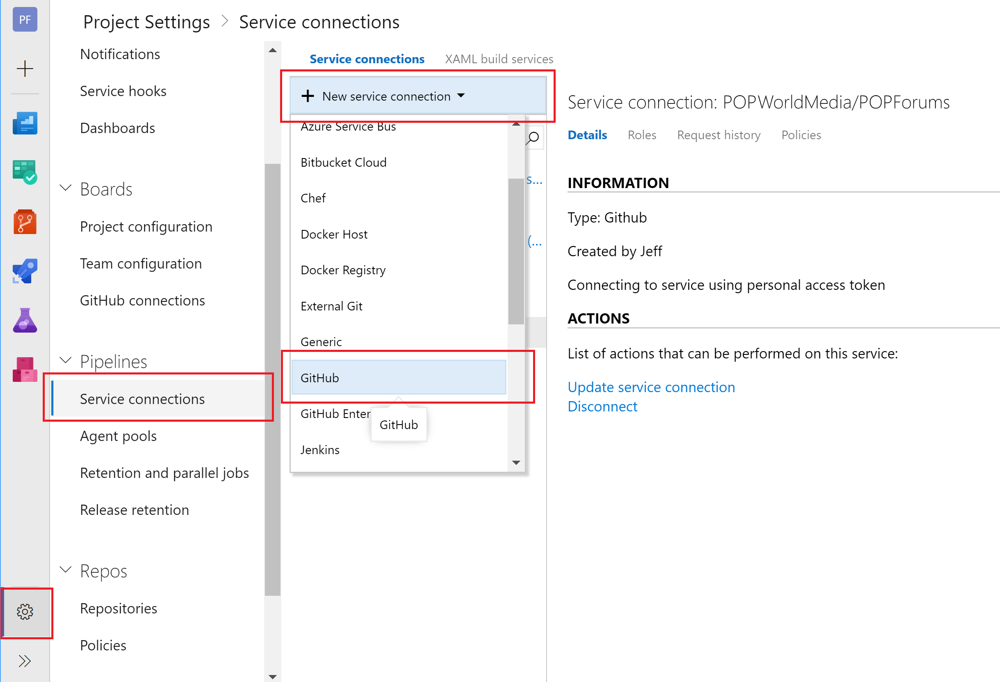 PF
Project Settings > Service connections
Notifications
Service hooks
Dashboards
Boards
Project configuration
Team configuration
GitHub connections
Pipelines
Service connections
Agent pools
Retention and parallel jobs
Release retention
Repos
Repositories
Policies
Service connections XAML build services
+ New service connection
Azure Service Bus
Bitbucket Cloud
Chef
Docker Host
Docker Registry
External Git
Generic
GitHub
GitHub Enter
GitHub
Jenkins
s...
(...
Service connection: POPWorldMedia/POPForums
Details Roles Request history Policies
INFORMATION
Type: Github
Created by Jeff
Connecting to service using personal access token
ACTIONS
List of actions that can be performed on this service:
Update service connection
Disconnect